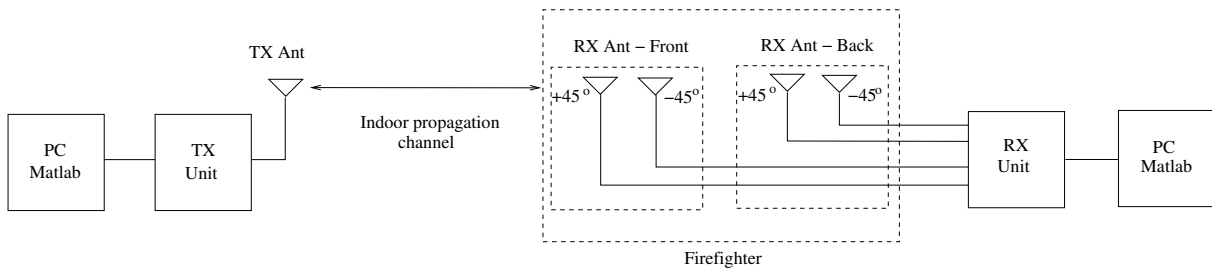 TX Ant
RX Ant − Front
RX Ant − Back
+45°
−45°
+45°
−45°
Indoor propagation
channel
PC
Matlab
TX
Unit
RX
Unit
PC
Matlab
Firefighter